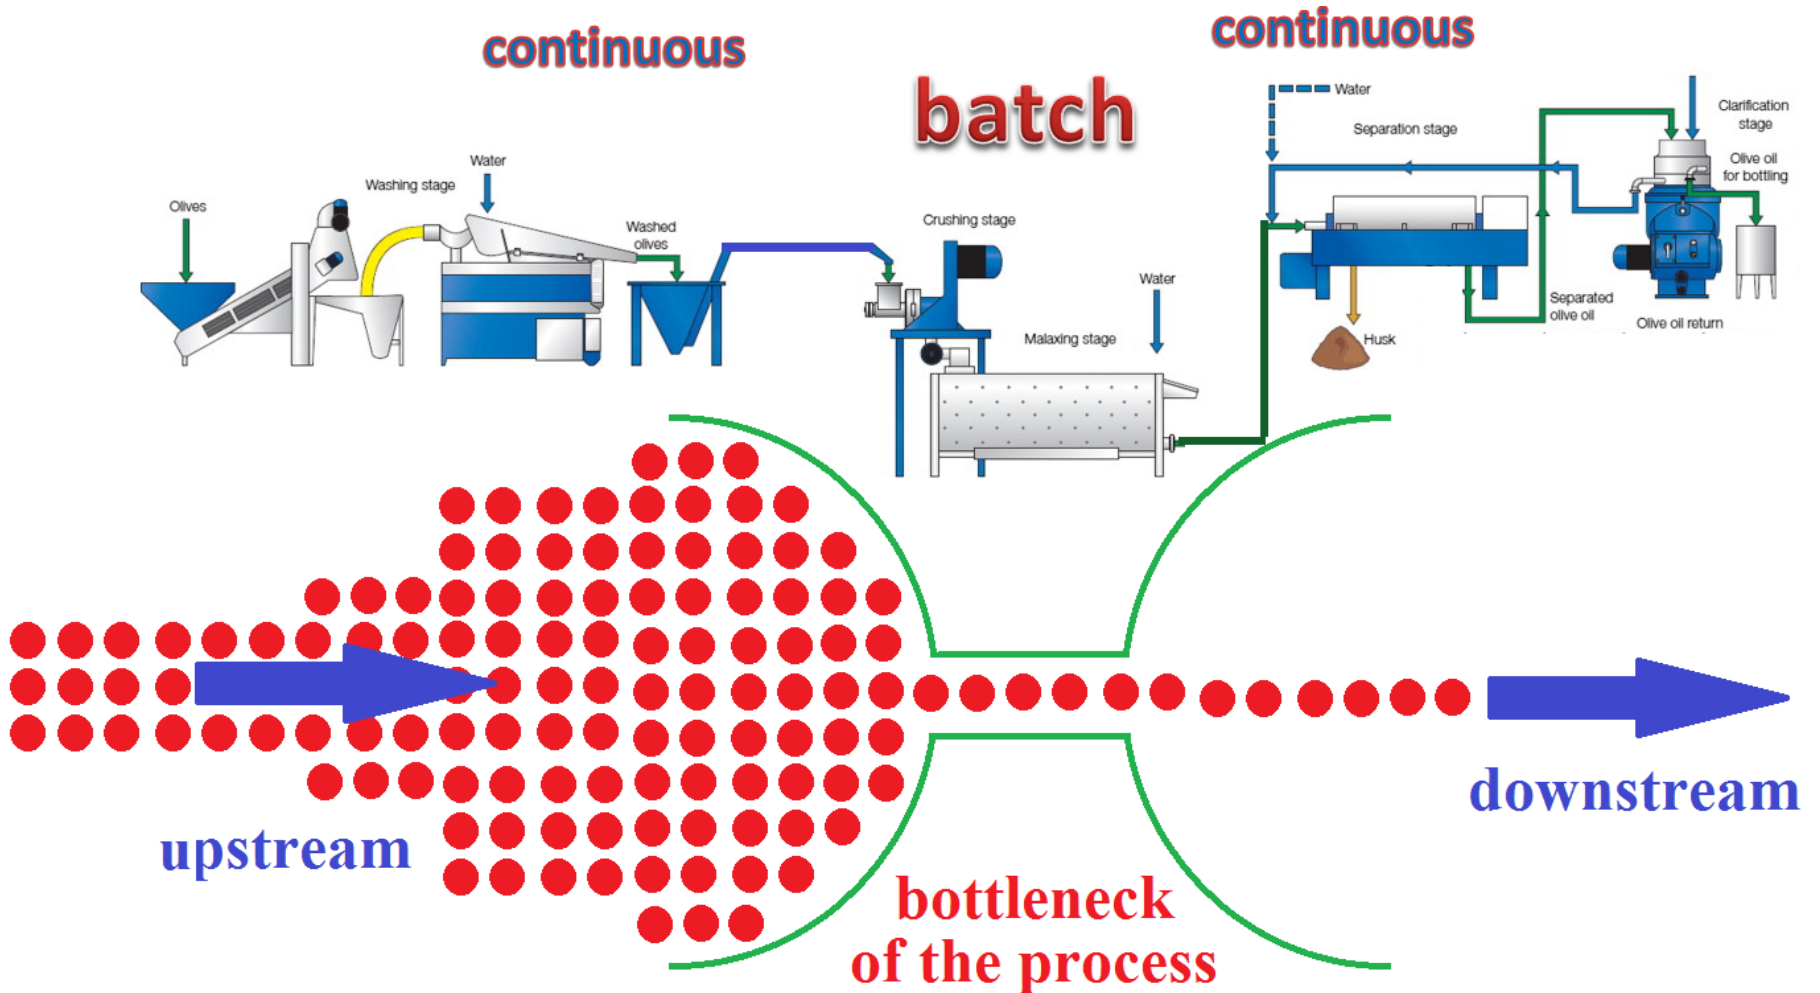 continuous
continuous
batch
Water
Clarification
stage
Separation stage
Water
Olive oil
for bottling
Washing stage
Olives
Washed
olives
Crushing stage
Water
Separated
olive oil
Olive oil return
Malaxing stage
Husk
upstream
downstream
bottleneck
of the process